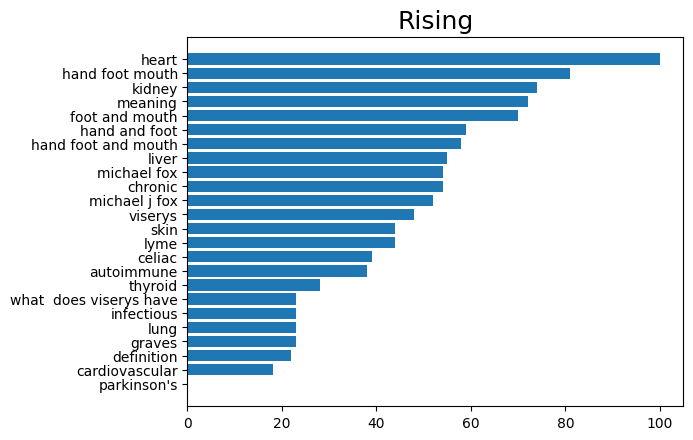 Rising
heart
hand foot mouth
kidney
meaning
foot and mouth
hand and foot
hand foot and mouth
liver
michael fox
chronic
michael j fox
viserys
skin
lyme
celiac
autoimmune
thyroid
what  does viserys have
infectious
lung
graves
definition
cardiovascular
parkinson's
0 20 40 60 80 100